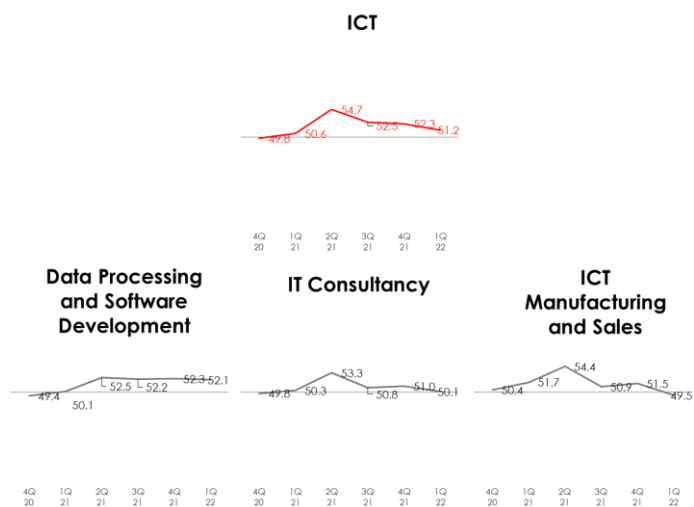 ICT
54.7
52.5
52.3
51.2
49.8
50.6
4Q 1Q 2Q 3Q 4Q 1Q
20 21 21 21 21 22
Data Processing
and Software
Development
52.3 52.1
52.5 52.2
49.4
50.1
4Q 1Q 2Q 3Q 4Q 1Q
20 21 21 21 21 22
IT Consultancy
53.3
51.0
49.8 50.3 50.8 50.1
4Q 1Q 2Q 3Q 4Q 1Q
20 21 21 21 21 22
ICT
Manufacturing
and Sales
54.4
51.7
50.4 50.9 51.5
49.5
4Q 1Q 2Q 3Q 4Q 1Q
20 21 21 21 21 22